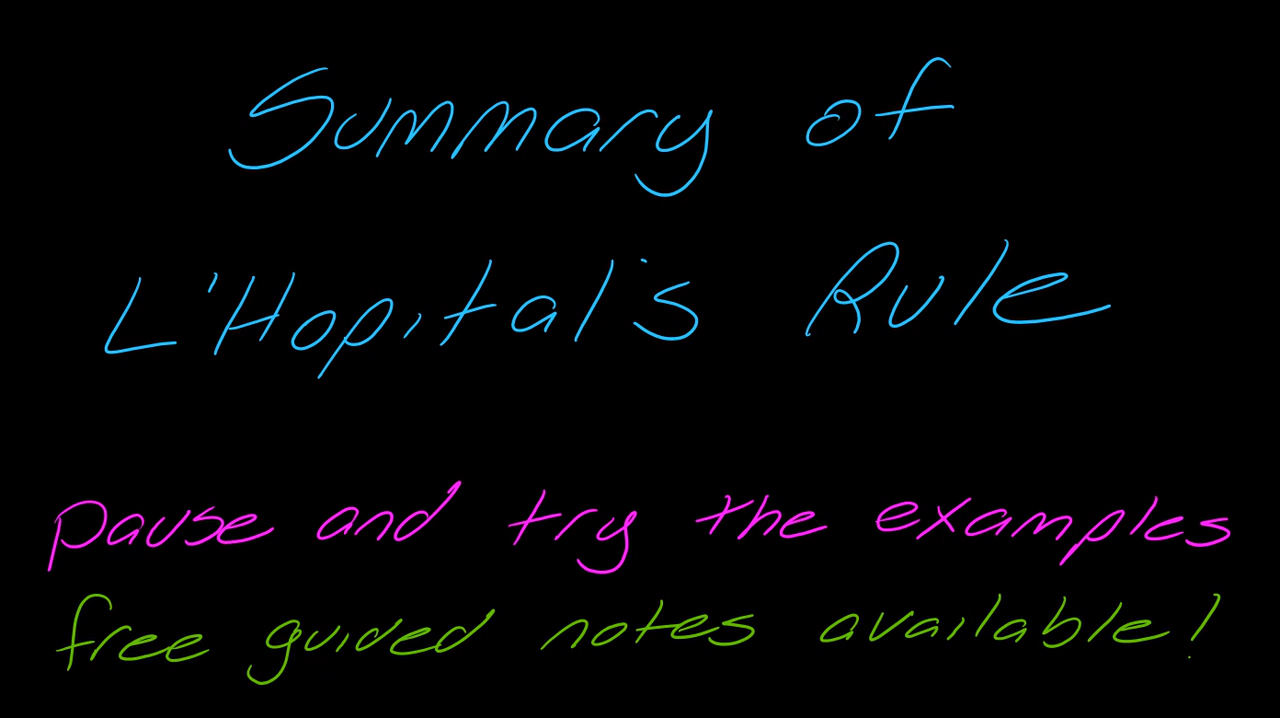 Summary of
L'Hopital's Rule
pause and try the examples
free guided notes available!